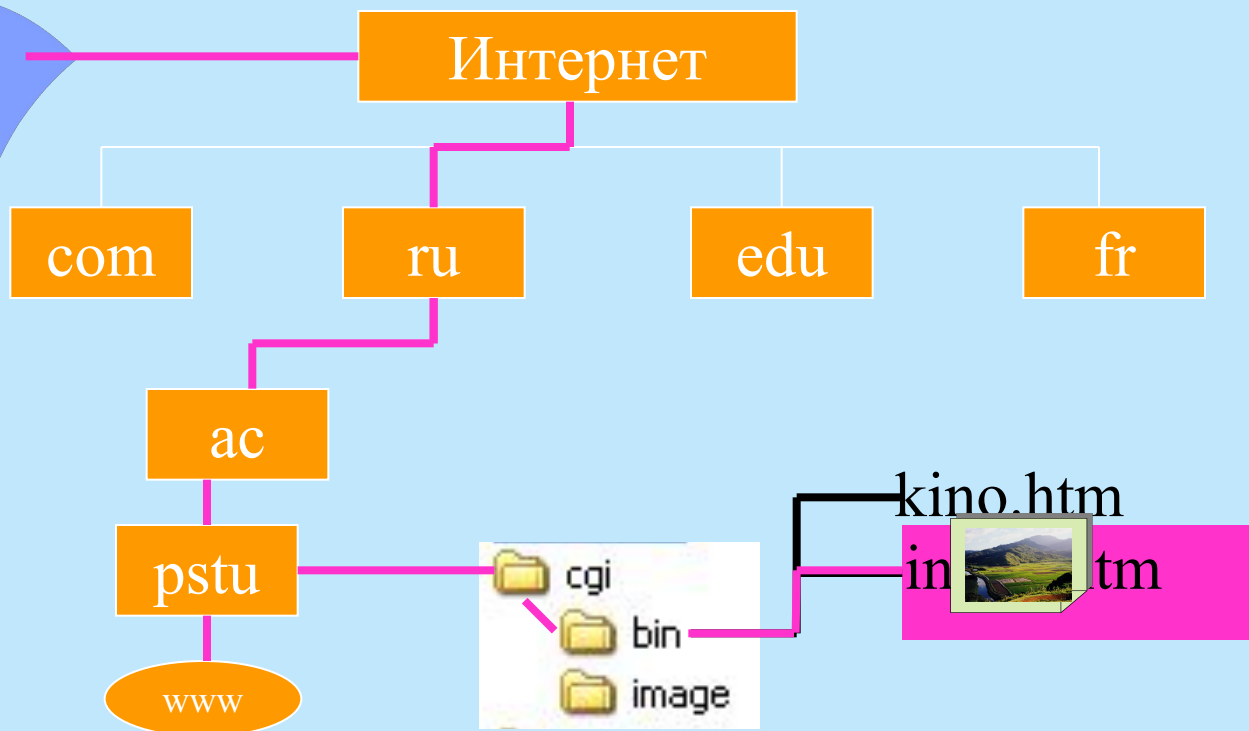 Интернет
com
ru
edu
fr
ac
pstu
www
cgi
bin
image
kino.htm